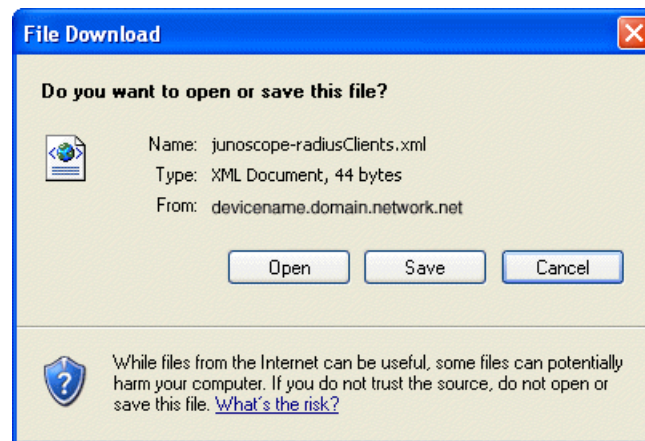 File Download
Do you want to open or save this file?
Name: junoscope-radiusClients.xml
Type: XML Document, 44 bytes
From: devicename.domain.network.net
Open Save Cancel
While files from the Internet can be useful, some files can potentially
harm your computer. If you do not trust the source, do not open or
save this file. What's the risk?